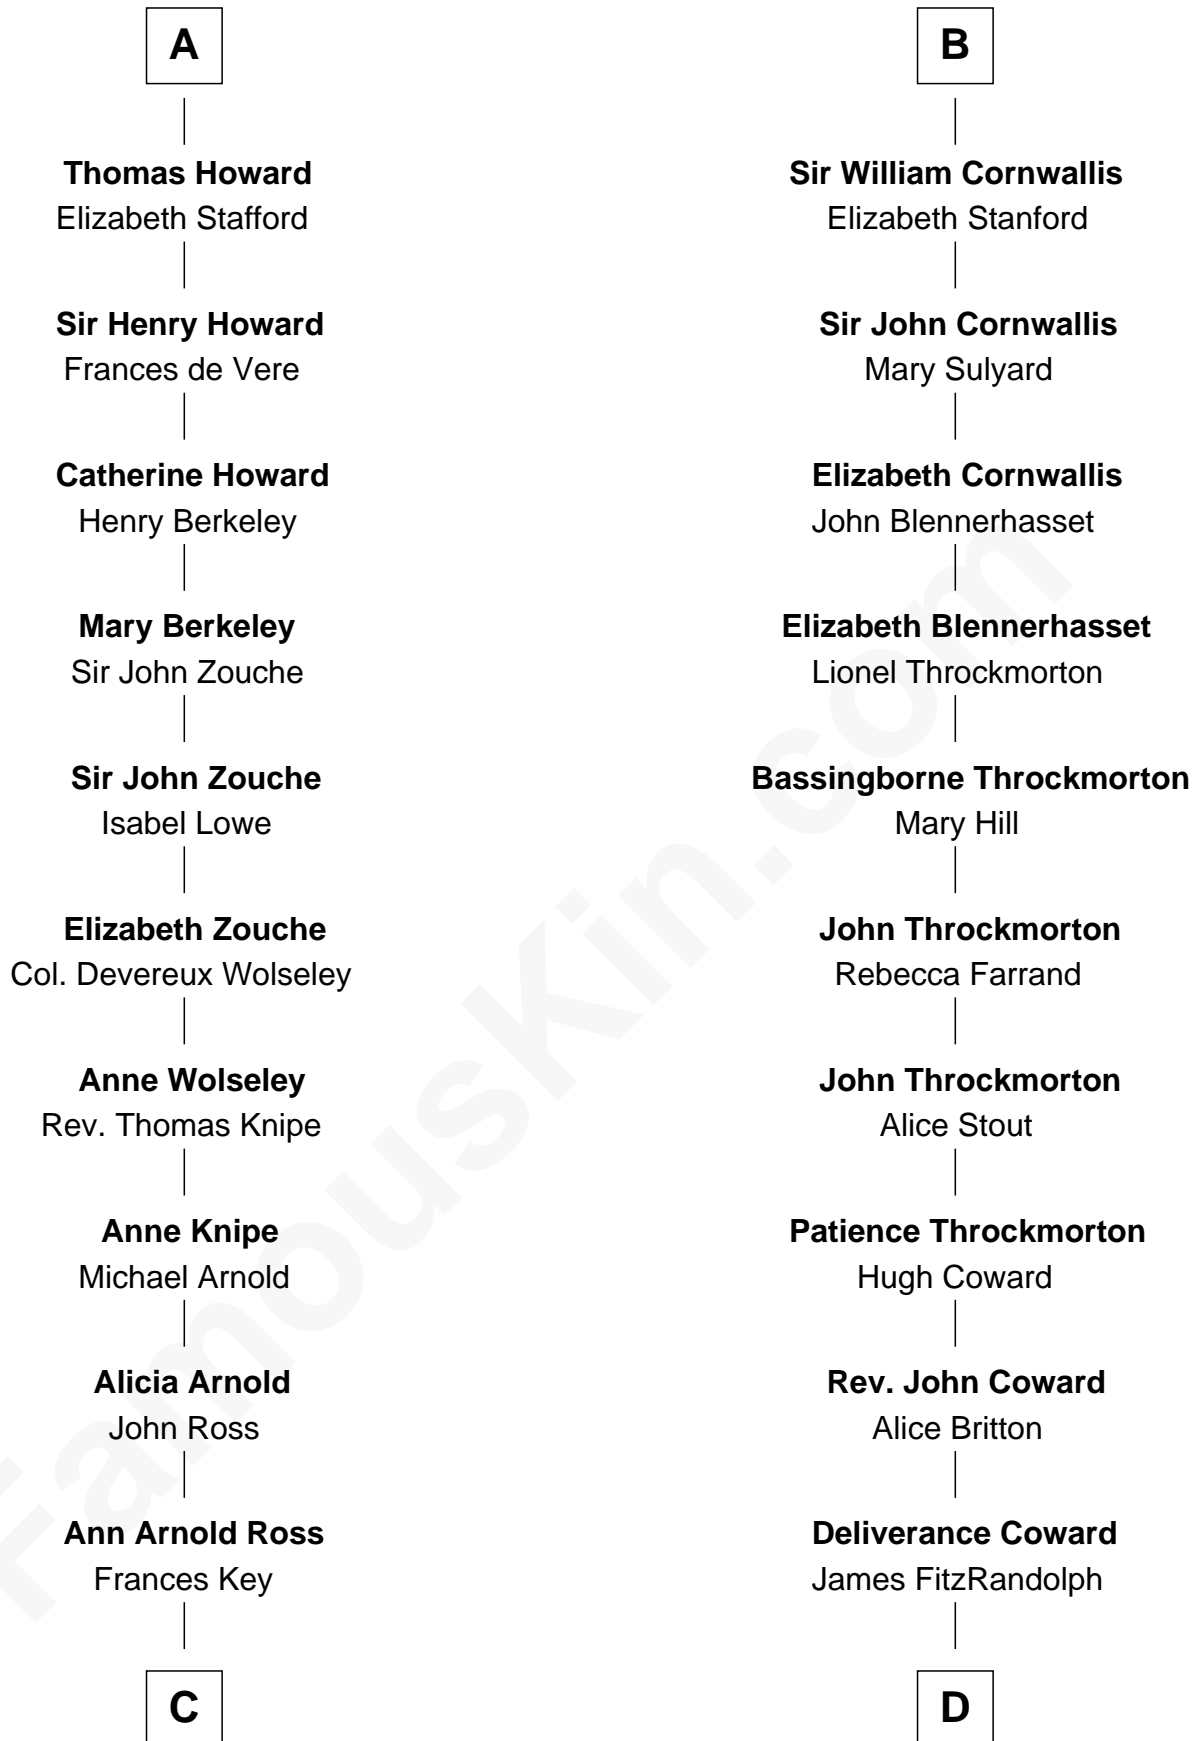 A
Thomas Howard
Elizabeth Stafford
Sir Henry Howard
Frances de Vere
Catherine Howard
Henry Berkeley
Mary Berkeley
Sir John Zouche
Sir John Zouche
Isabel Lowe
Elizabeth Zouche
Col. Devereux Wolseley
Anne Wolseley
Rev. Thomas Knipe
Anne Knipe
Michael Arnold
Alicia Arnold
John Ross
Ann Arnold Ross
Frances Key
C
B
Sir William Cornwallis
Elizabeth Stanford
Sir John Cornwallis
Mary Sulyard
Elizabeth Cornwallis
John Blennerhasset
Elizabeth Blennerhasset
Lionel Throckmorton
Bassingborne Throckmorton
Mary Hill
John Throckmorton
Rebecca Farrand
John Throckmorton
Alice Stout
Patience Throckmorton
Hugh Coward
Rev. John Coward
Alice Britton
Deliverance Coward
James FitzRandolph
D
FamousKin.com